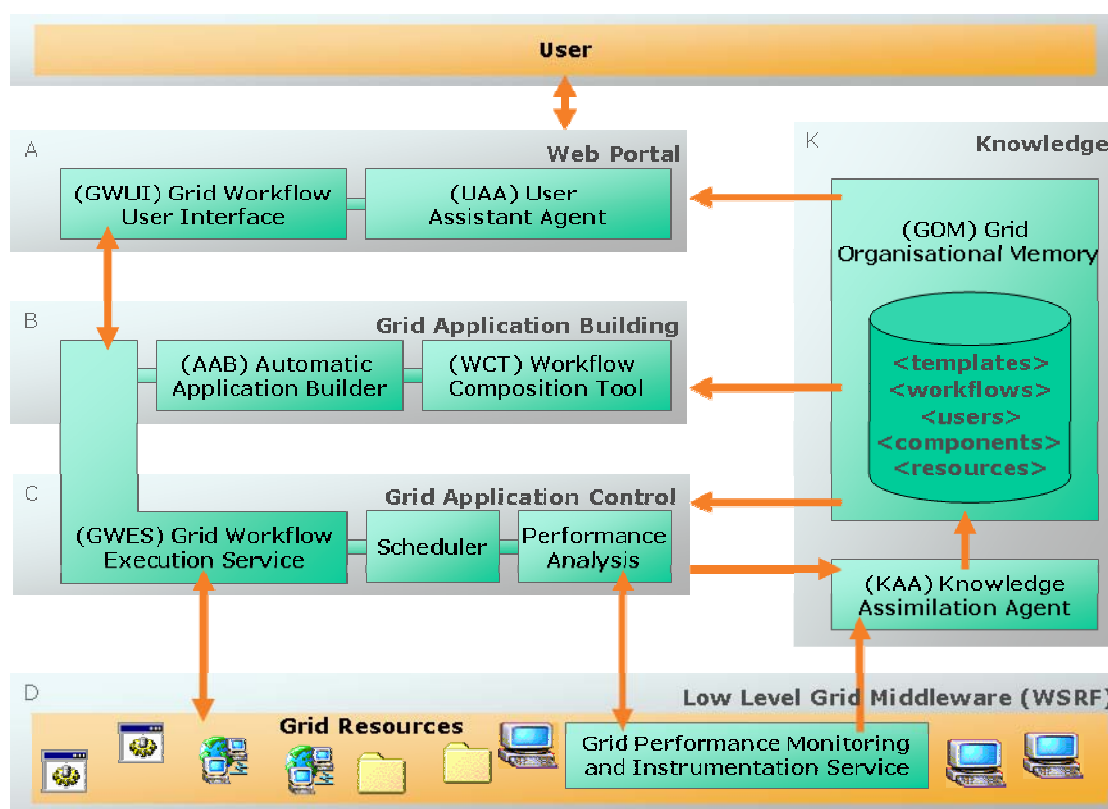 User
A
Web Portal
(GWUI) Grid Workflow
User Interface
(UAA) User
Assistant Agent
K
Knowledge
(GOM) Grid
Organisational Memory
<templates>
<workflows>
<users>
<components>
<resources>
B
Grid Application Building
(AAB) Automatic
Application Builder
(WCT) Workflow
Composition Tool
C
Grid Application Control
(GWES) Grid Workflow
Execution Service
Scheduler
Performance
Analysis
(KAA) Knowledge
Assimilation Agent
D
Low Level Grid Middleware (WSRF)
Grid Resources
Grid Performance Monitoring
and Instrumentation Service